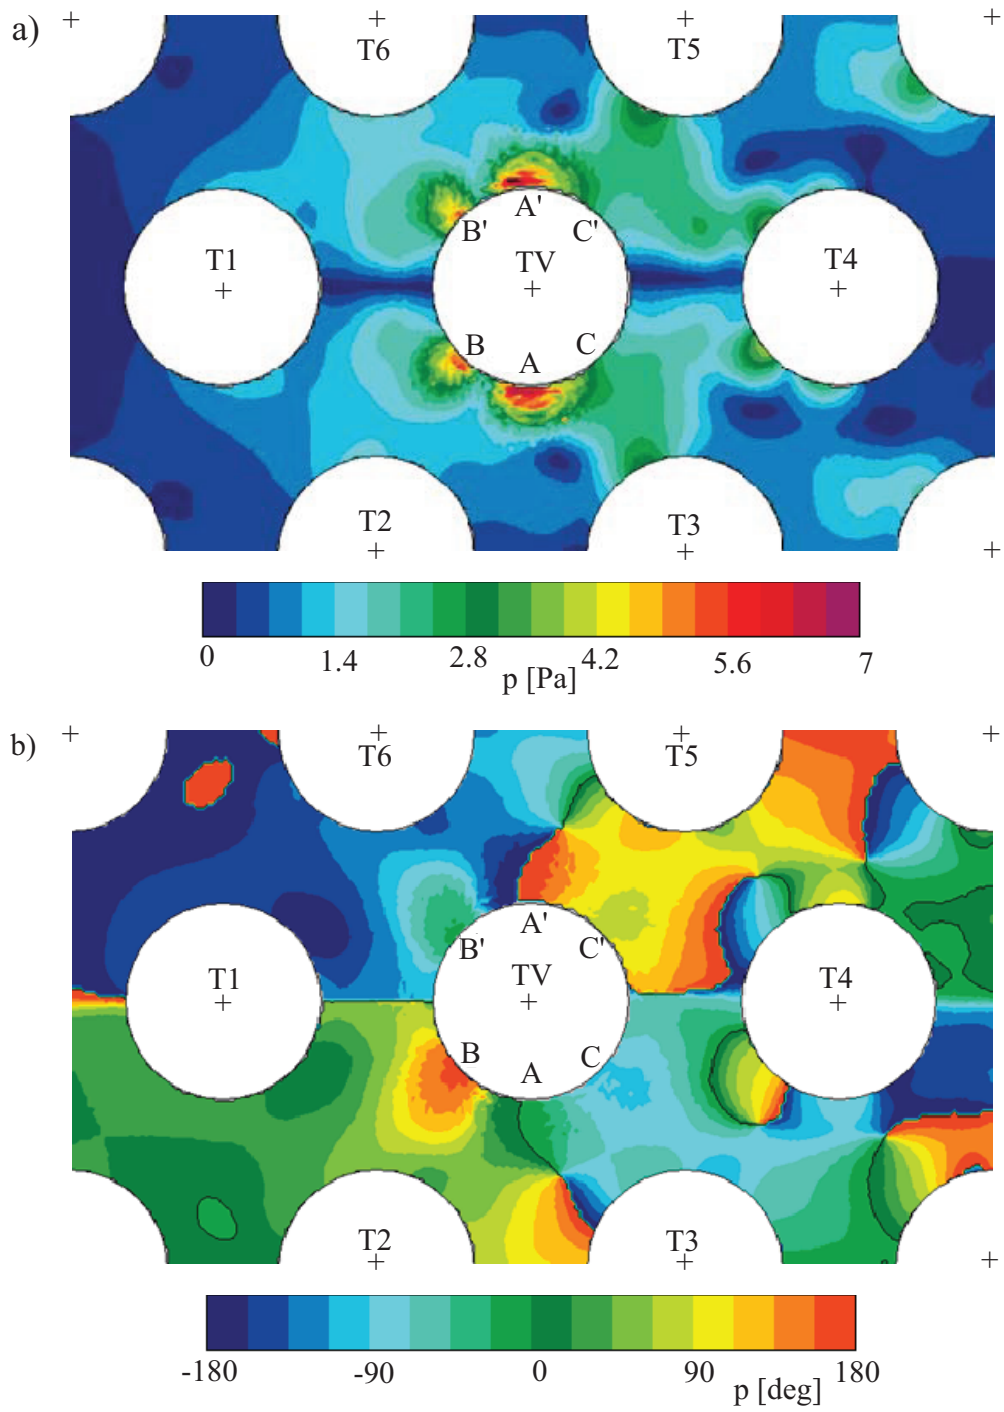 a)
T6 T5
A'
B' C'
T1 TV T4
B C
A
T2 T3
0 1.4 2.8 4.2 5.6 7
p [Pa]
b)
T6 T5
A'
B' C'
T1 TV T4
B C
A
T2 T3
-180 -90 0 90 180
p [deg]